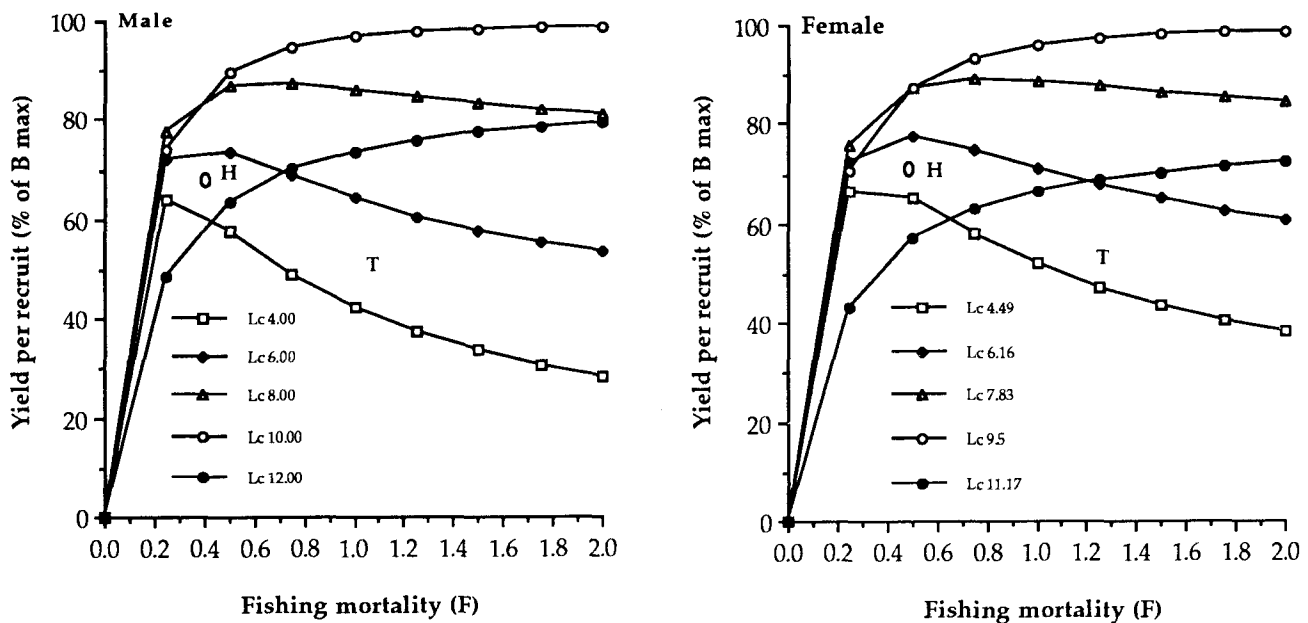 Male
Yield per recruit (% of B max)
100
80
60
40
20
0
O H
T
Lc 4.00
Lc 6.00
Lc 8.00
Lc 10.00
Lc 12.00
0.0 0.2 0.4 0.6 0.8 1.0 1.2 1.4 1.6 1.8 2.0
Fishing mortality (F)
Female
Yield per recruit (% of B max)
100
80
60
40
20
0
O H
T
Lc 4.49
Lc 6.16
Lc 7.83
Lc 9.5
Lc 11.17
0.0 0.2 0.4 0.6 0.8 1.0 1.2 1.4 1.6 1.8 2.0
Fishing mortality (F)